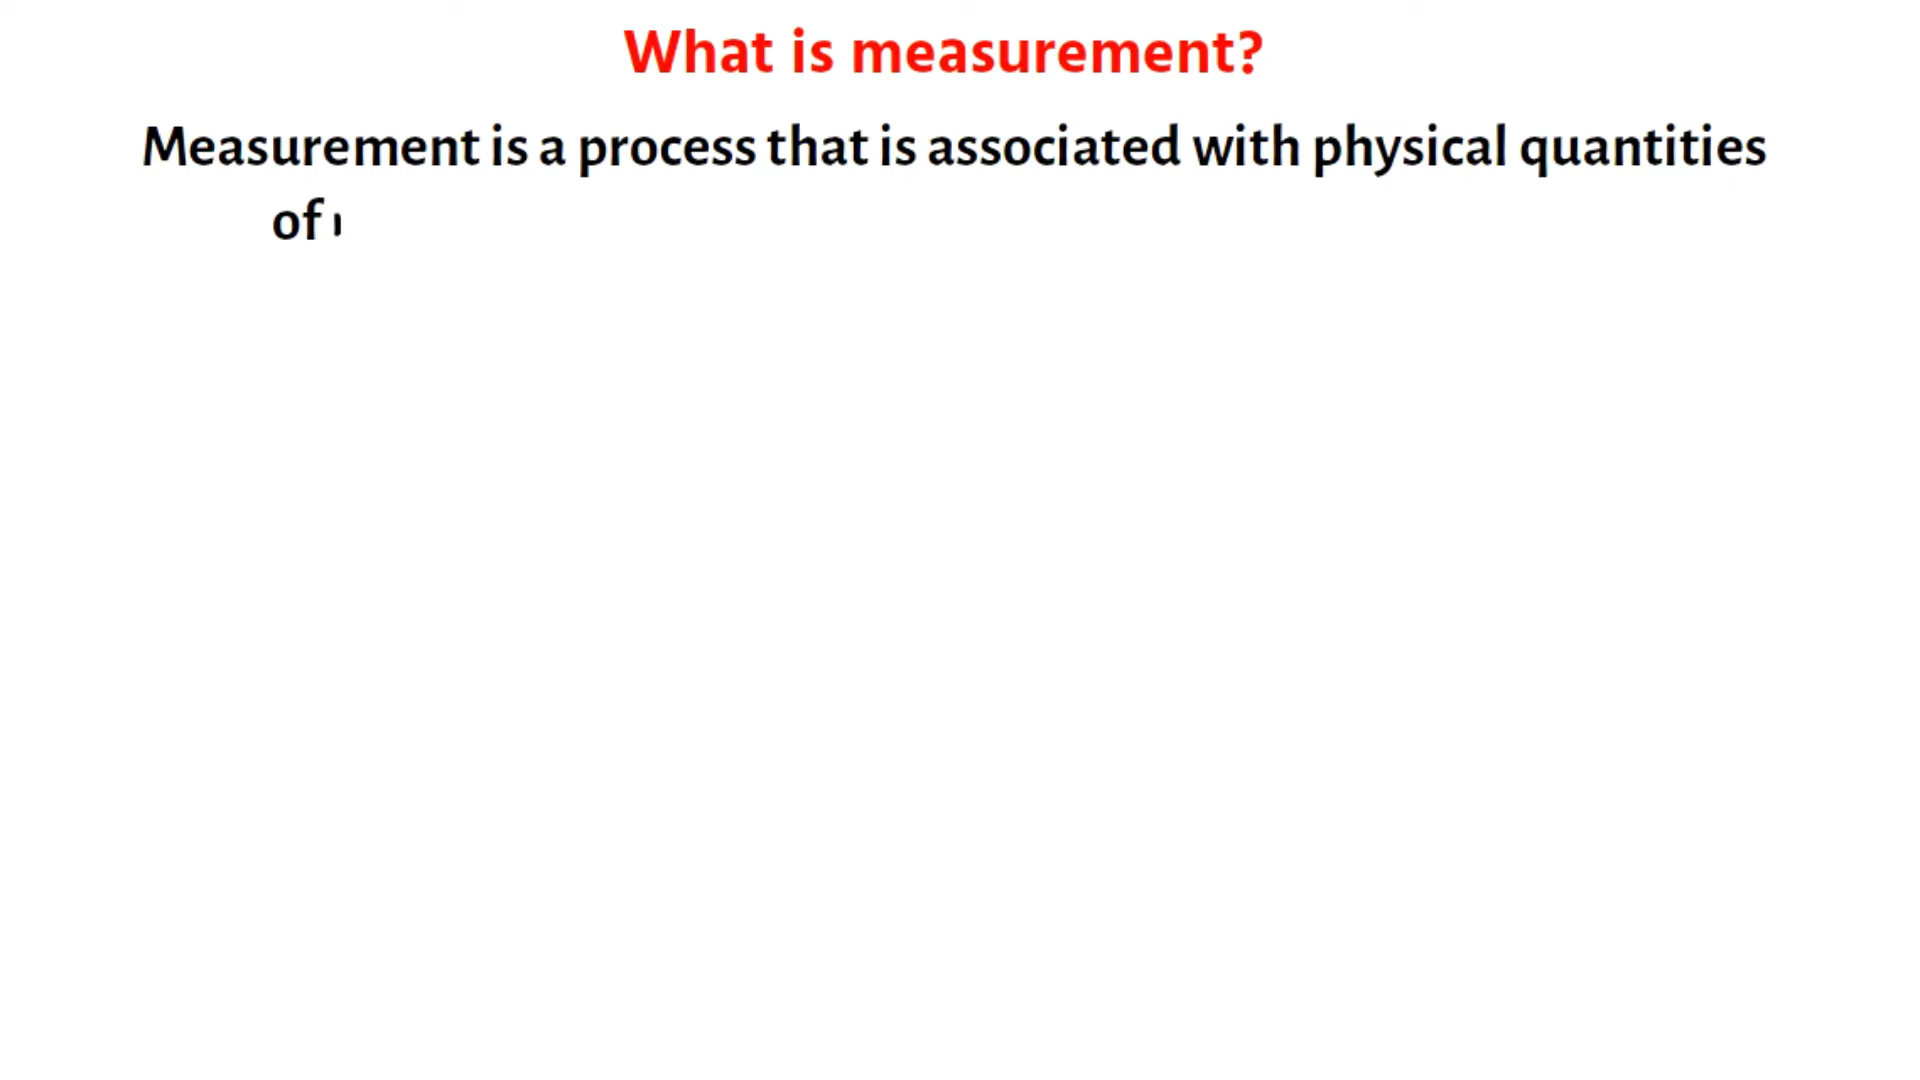 What is measurement?
Measurement is a process that is associated with physical quantities
of